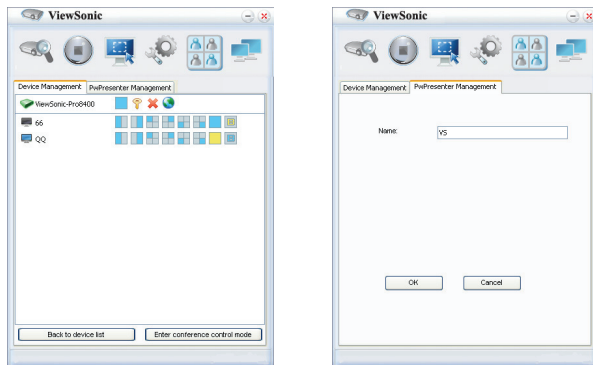 ViewSonic
Device Management PwPresenter Management
ViewSonic-Pro8400
66
QQ
Back to device list Enter conference control mode
ViewSonic
Device Management PwPresenter Management
Name: VS
OK Cancel